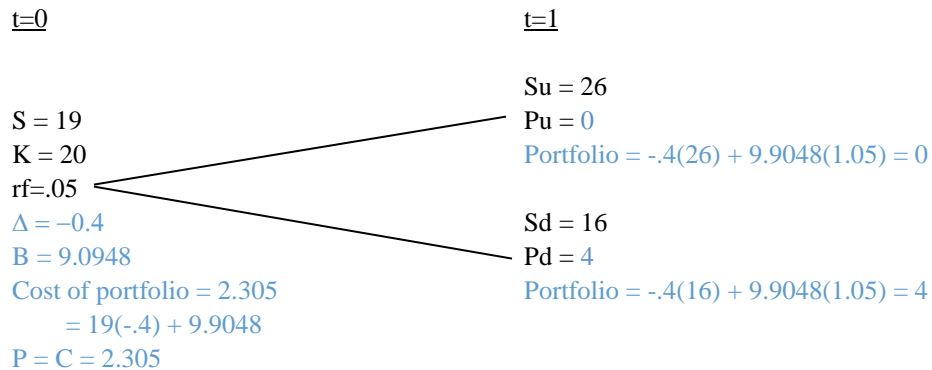 t=0
t=1
S = 19
K = 20
rf=.05
Δ = −0.4
B = 9.0948
Cost of portfolio = 2.305
= 19(-.4) + 9.9048
P = C = 2.305
Su = 26
Pu = 0
Portfolio = -.4(26) + 9.9048(1.05) = 0
Sd = 16
Pd = 4
Portfolio = -.4(16) + 9.9048(1.05) = 4